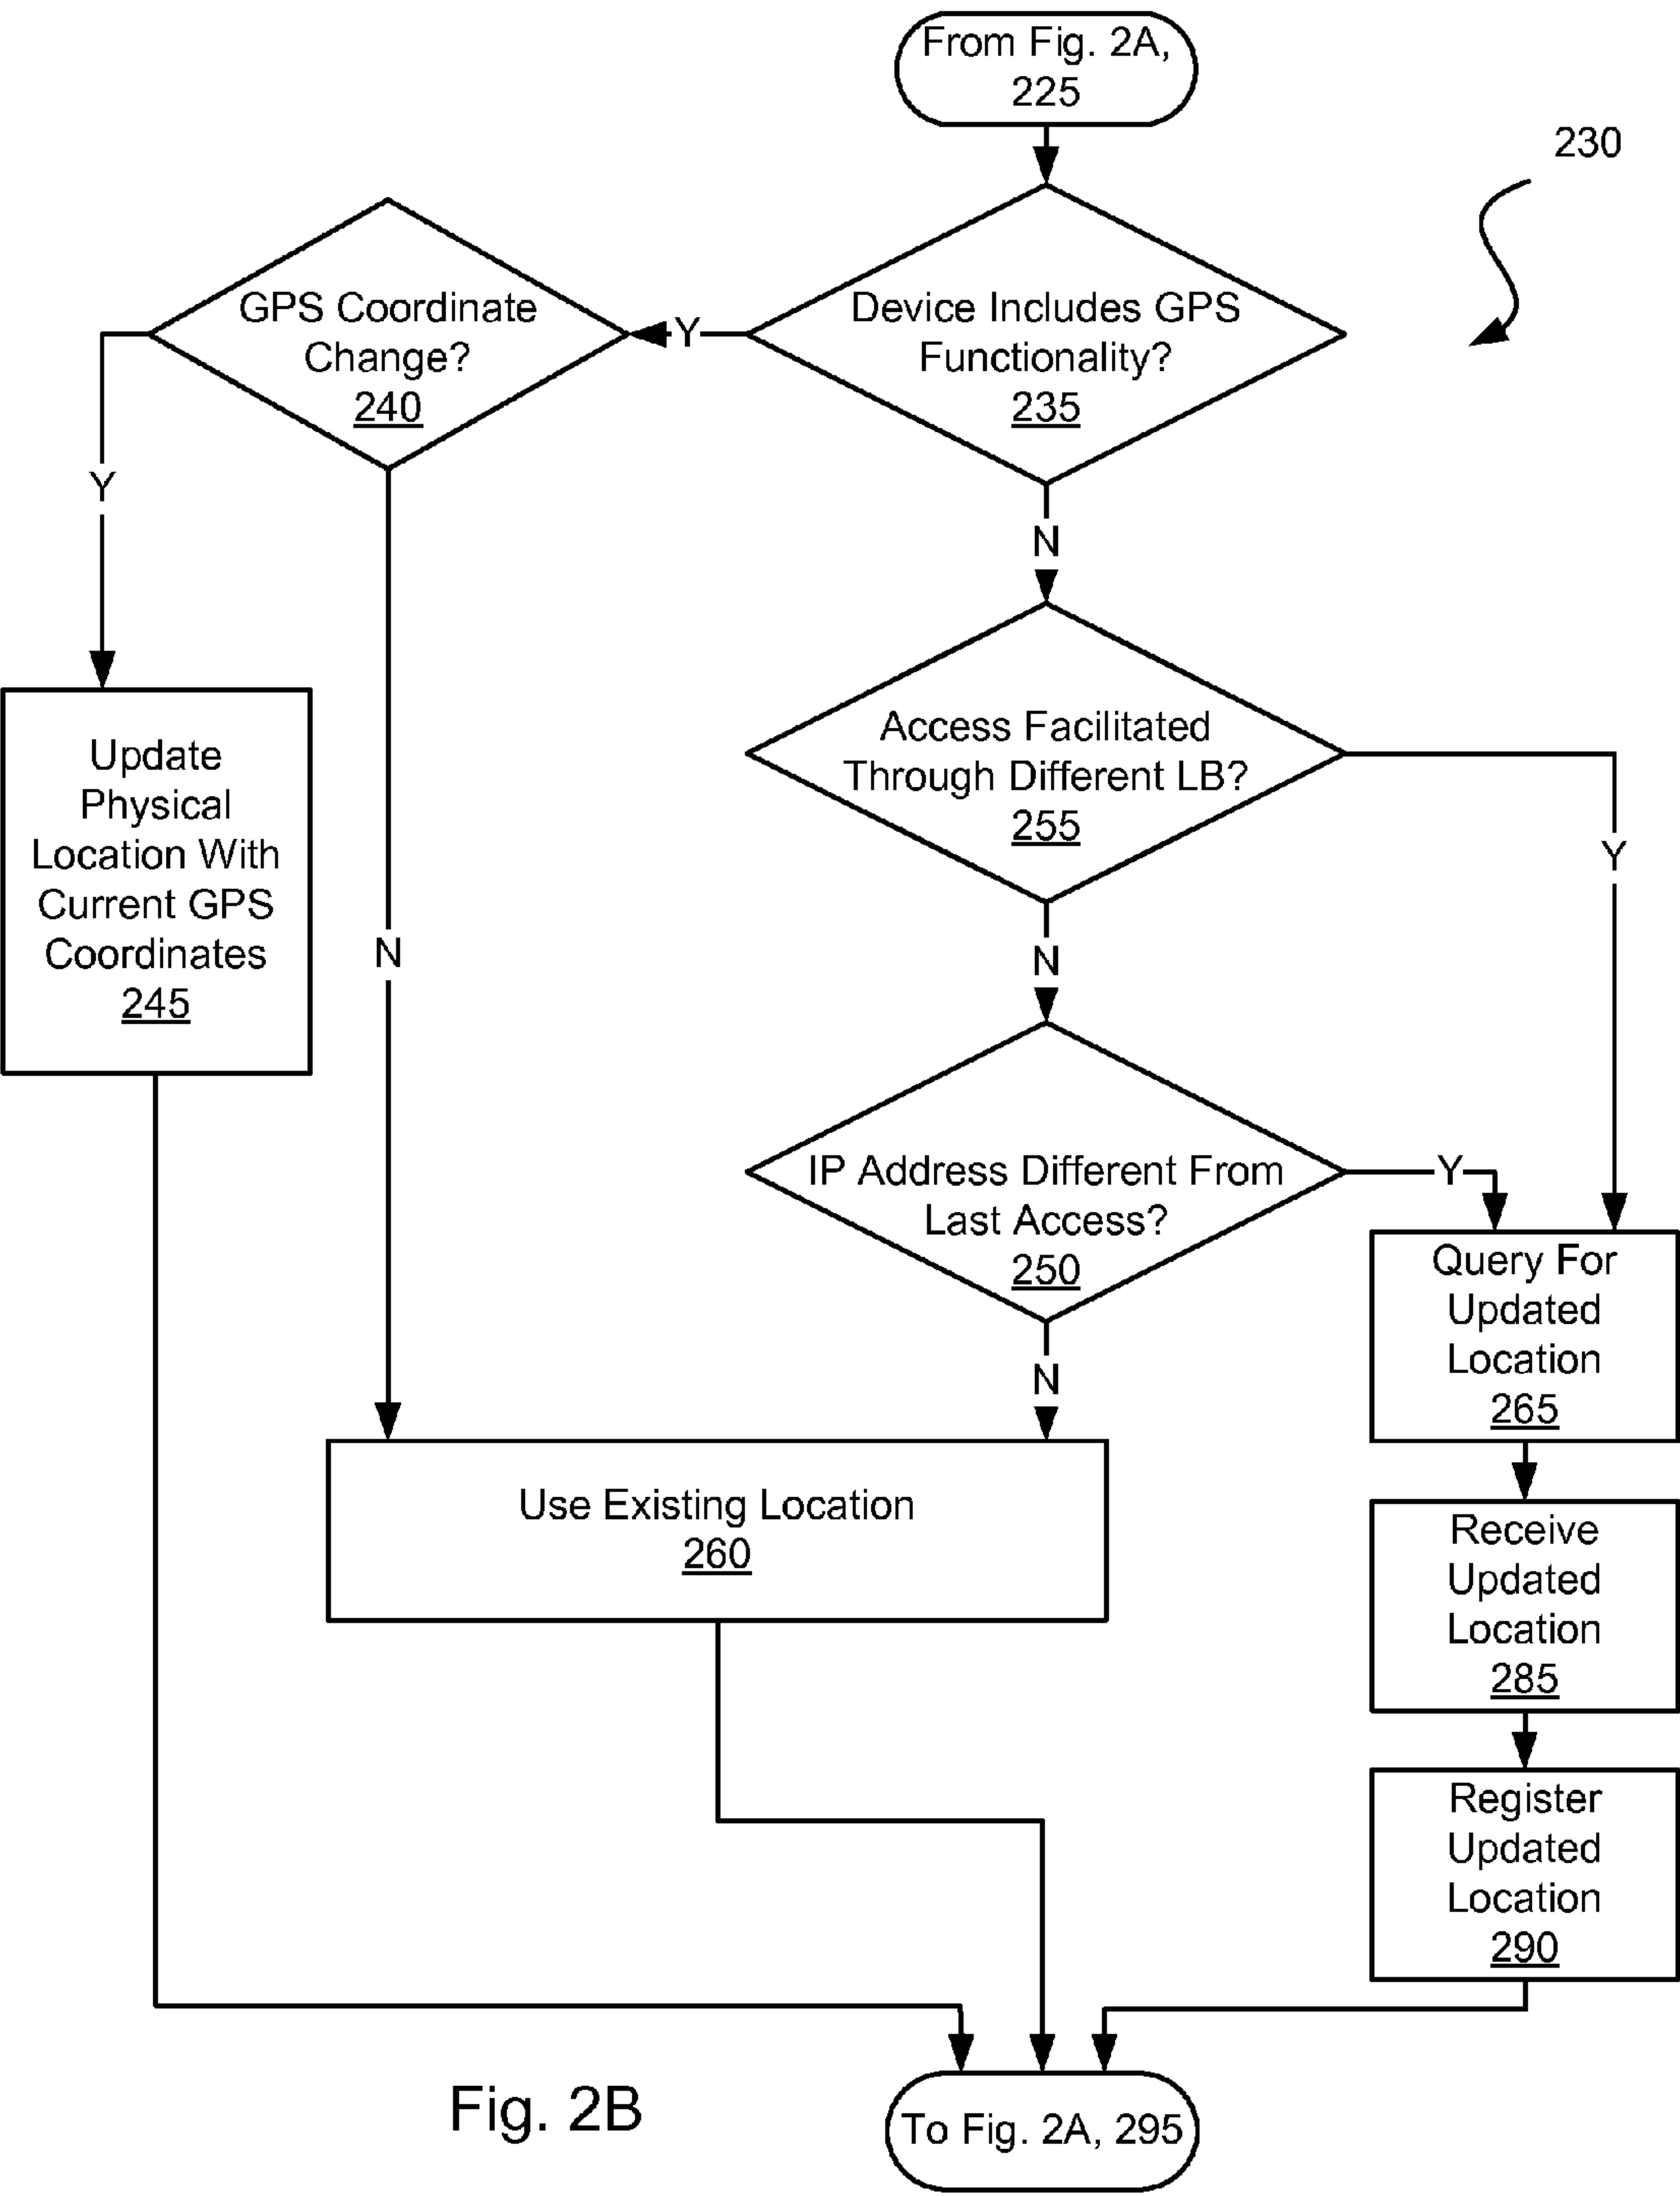 From Fig. 2A,
225
230
Device Includes GPS
Functionality?
235
Y
GPS Coordinate
Change?
240
Y
N
N
Update
Physical
Location With
Current GPS
Coordinates
245
Access Facilitated
Through Different LB?
255
Y
N
IP Address Different From
Last Access?
250
Y
N
Query For
Updated
Location
265
Use Existing Location
260
Receive
Updated
Location
285
Register
Updated
Location
290
To Fig. 2A, 295
Fig. 2B